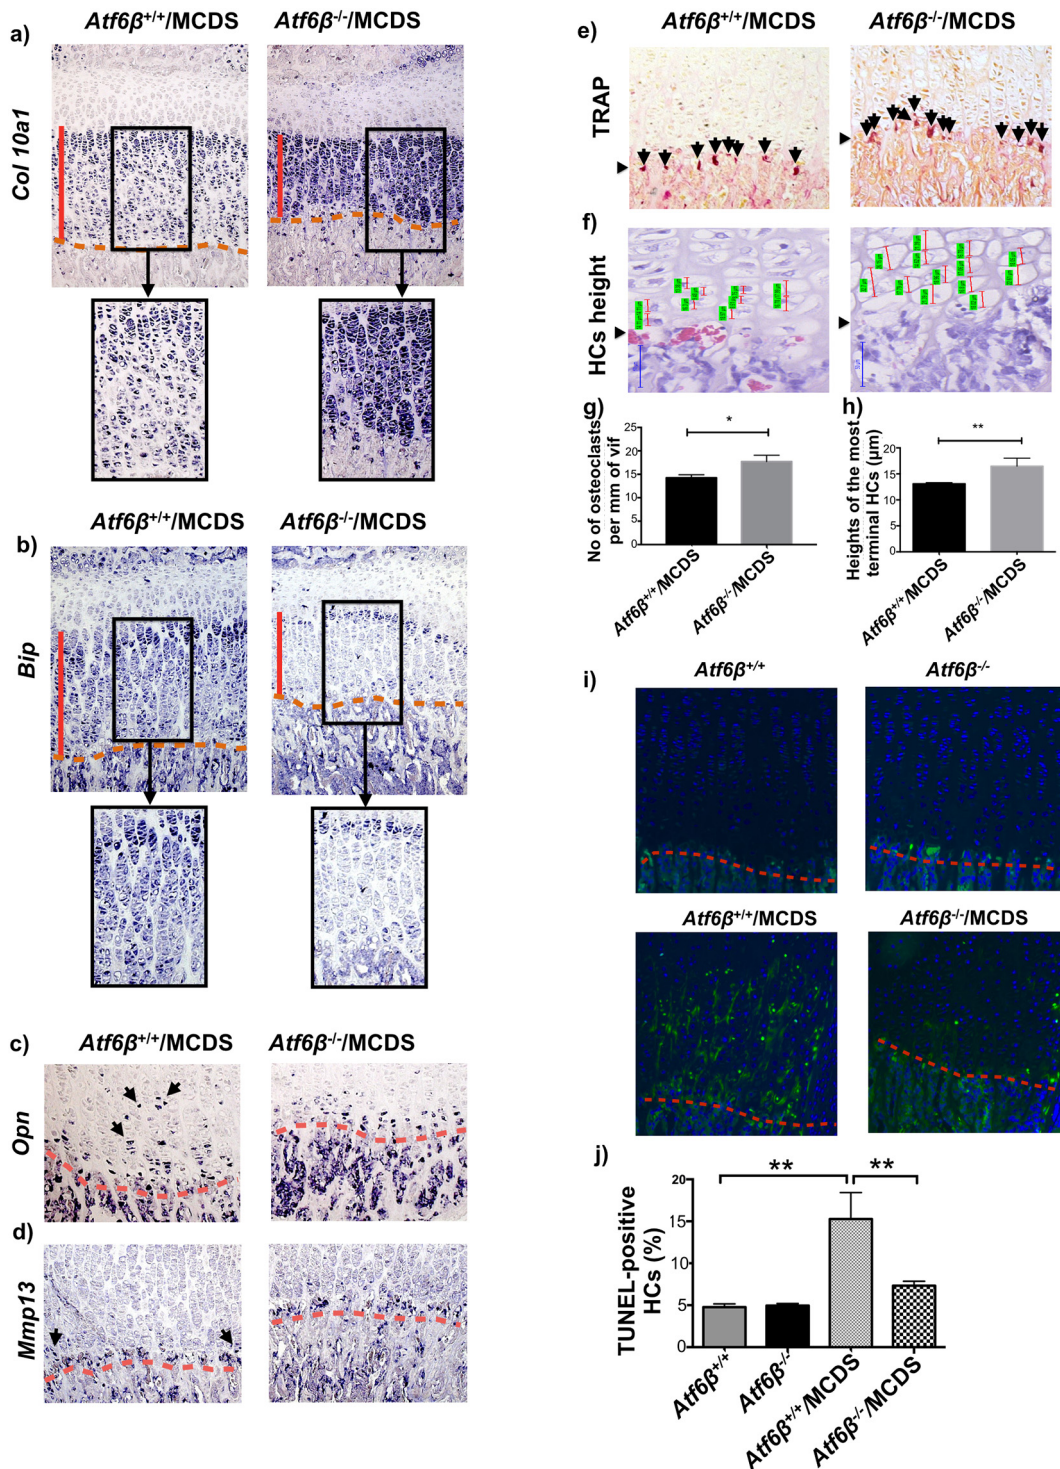 Atf6β+/+/MCDS Atf6β-/-/MCDS
a)
Col 10a1
Atf6β+/+/MCDS Atf6β-/-/MCDS
b)
Bip
Atf6β+/+/MCDS Atf6β-/-/MCDS
c)
Opn
d)
Mmp13
Atf6β+/+/MCDS Atf6β-/-/MCDS
e)
TRAP
f)
HCs height
g)
No of osteoclasts
per mm of vif
25
20
15
10
5
0
*
Atf6β+/+/MCDS
Atf6β-/-/MCDS
h)
Heights of the most
terminal HCs (µm)
20
15
10
5
0
**
Atf6β+/+/MCDS
Atf6β-/-/MCDS
i)
Atf6β+/+ Atf6β-/-
Atf6β+/+/MCDS Atf6β-/-/MCDS
j)
TUNEL-positive
HCs (%)
20
15
10
5
0
** **
Atf6β+/+
Atf6β-/-
Atf6β+/+/MCDS
Atf6β-/-/MCDS